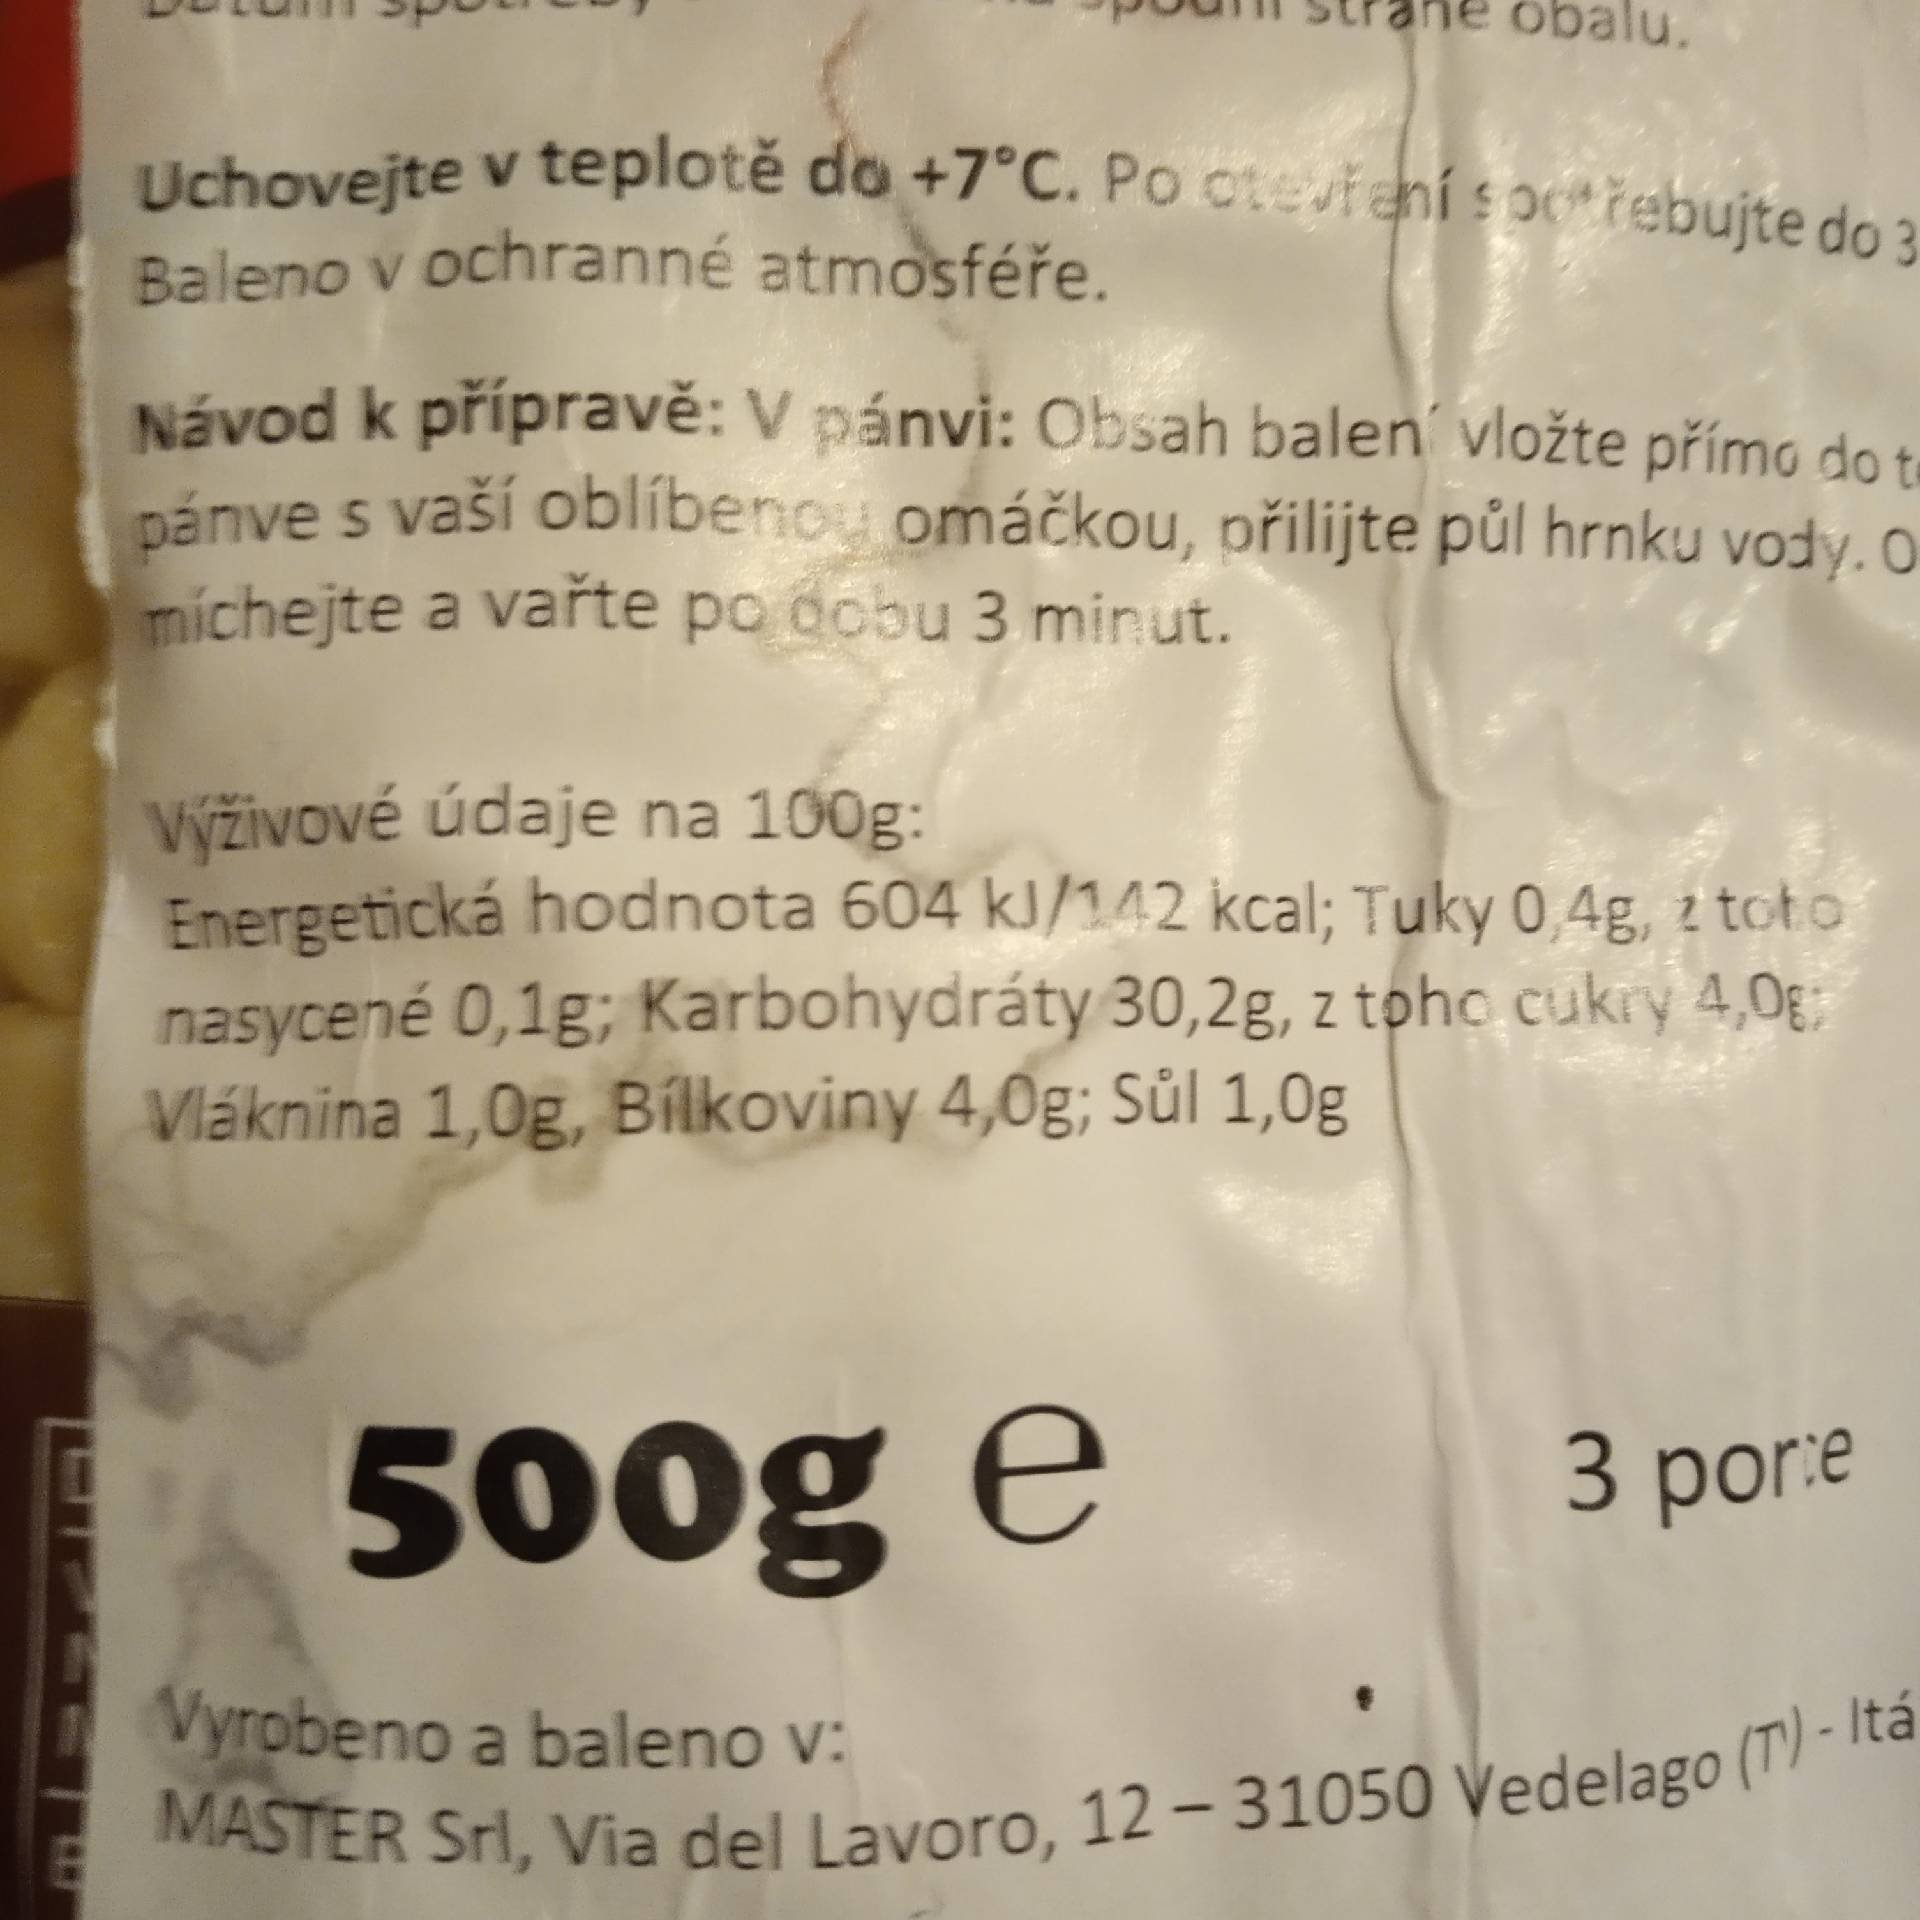 straně obalu.
Uchovejte v teplotě do +7°C. Po otevření spotřebujte do 3
Baleno v ochranné atmosféře.
Návod k přípravě: V pánvi: Obsah balení vložte přímo do
pánve s vaší oblíbenou omáčkou, přilijte půl hrnku vody.
míchejte a vařte po dobu 3 minut.
Výživové údaje na 100g:
Energetická hodnota 604 kJ/142 kcal; Tuky 0,4g, z toho
nasycené 0,1g; Karbohydráty 30,2g, z toho cukry 4,0g;
Vláknina 1,0g, Bílkoviny 4,0g; Sůl 1,0g
500g e
3
Vyrobeno a baleno v:
MASTER Srl, Via del Lavoro, 12 – 31050 Vedelago -